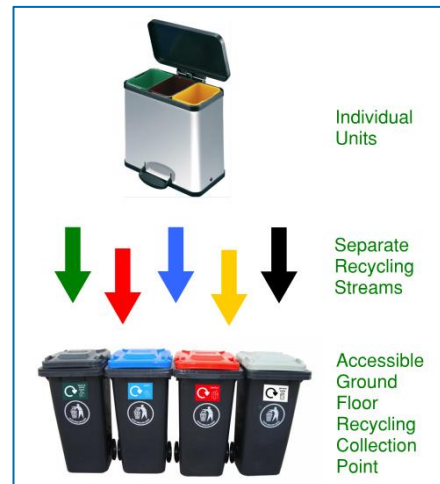 Individual
Units
Separate
Recycling
Streams
Accessible
Ground
Floor
Recycling
Collection
Point